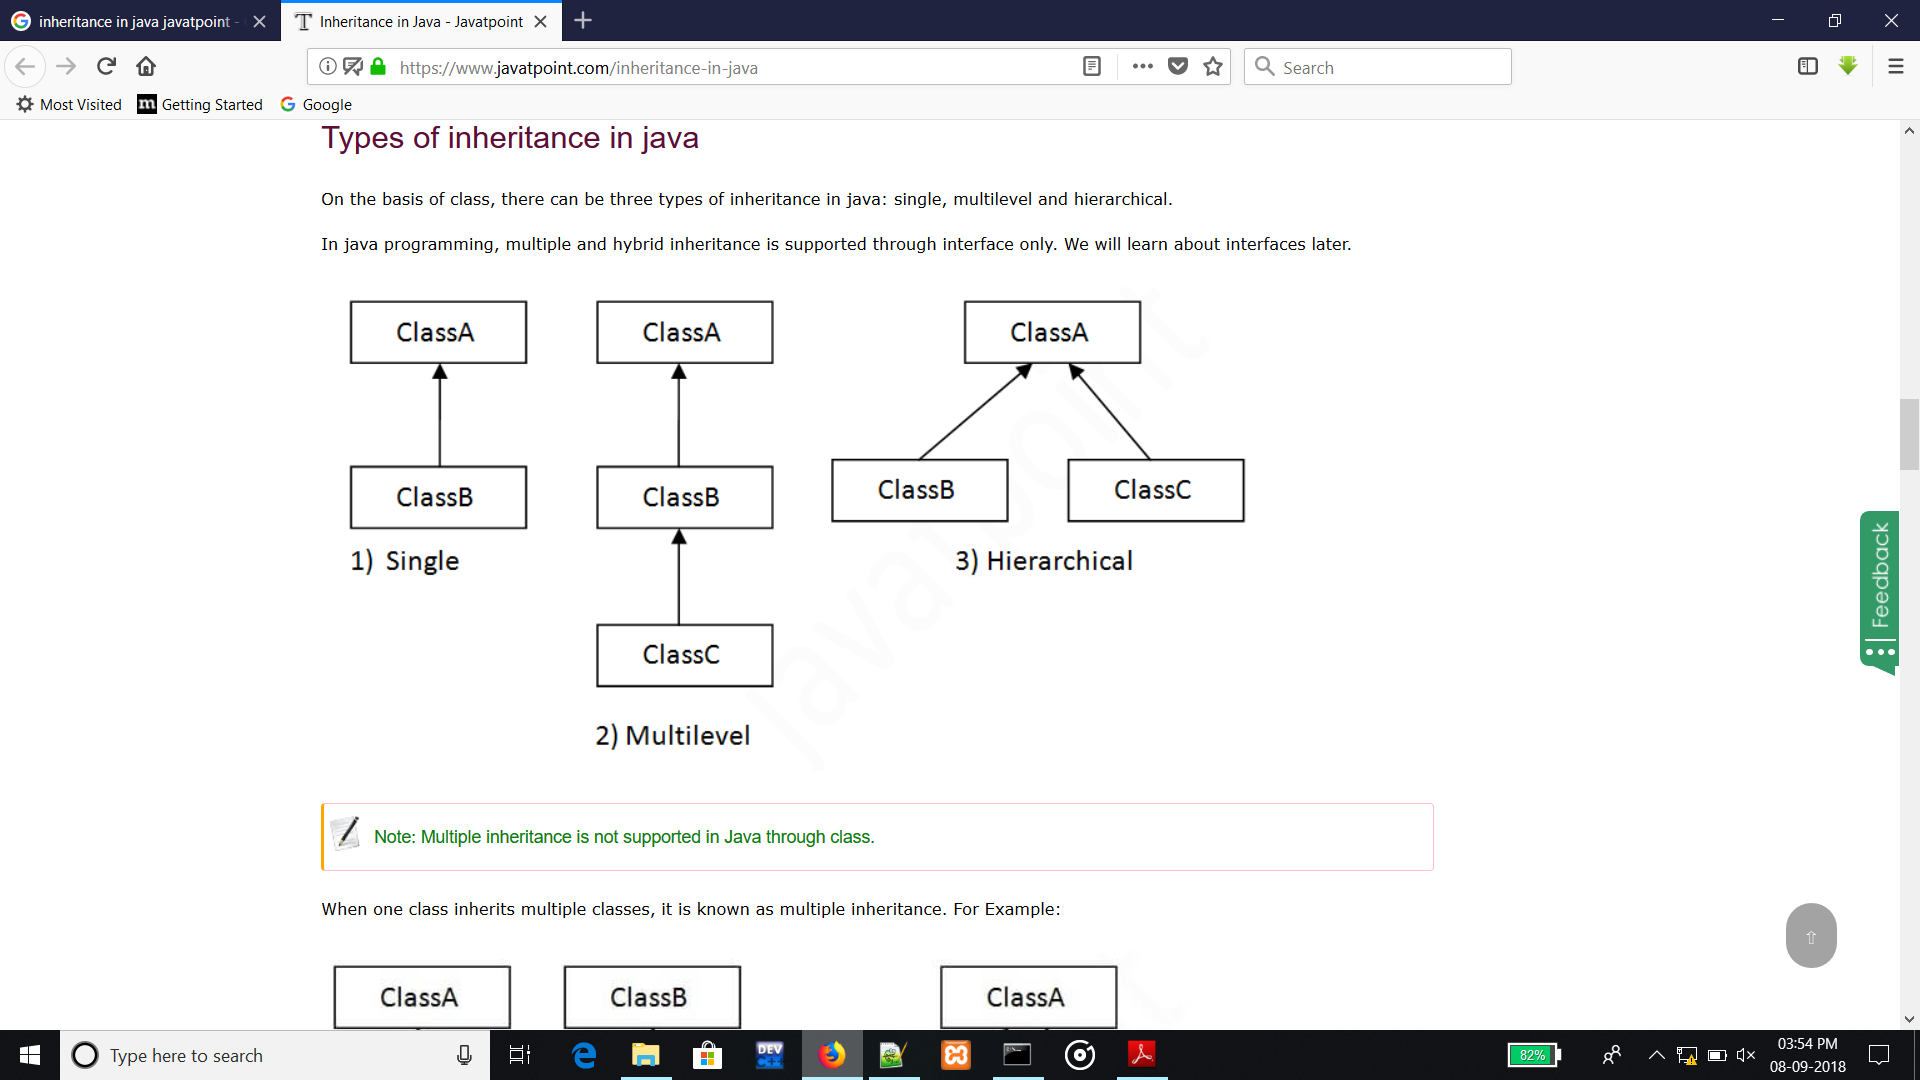 inheritance in java javatpoint -
Inheritance in Java - Javatpoint
https://www.javatpoint.com/inheritance-in-java
Search
Most Visited
Getting Started
Google
Types of inheritance in java
On the basis of class, there can be three types of inheritance in java: single, multilevel and hierarchical.
In java programming, multiple and hybrid inheritance is supported through interface only. We will learn about interfaces later.
ClassA ClassA ClassA
ClassB ClassB ClassB ClassC
1) Single 3) Hierarchical
ClassC
2) Multilevel
Javatpoint
Feedback
Note: Multiple inheritance is not supported in Java through class.
When one class inherits multiple classes, it is known as multiple inheritance. For Example:
ClassA ClassB ClassA
Type here to search
DEV
82%
03:54 PM
08-09-2018